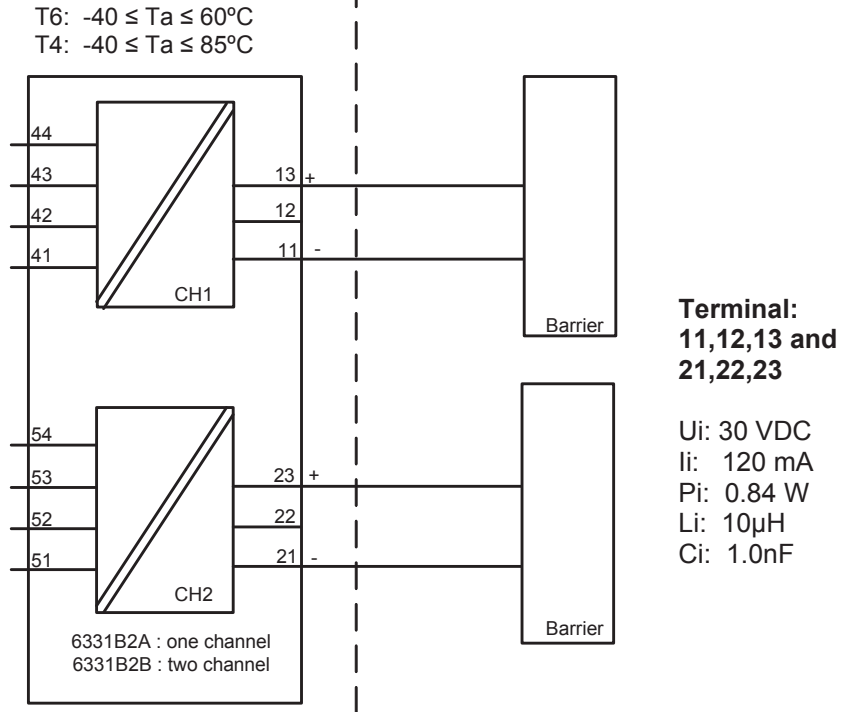 T6: -40 ≤ Ta ≤ 60ºC
T4: -40 ≤ Ta ≤ 85ºC
44
43
42
41
13 +
12
11 -
CH1
Barrier
54
53
52
51
23 +
22
21 -
CH2
Barrier
6331B2A : one channel
6331B2B : two channel
Terminal:
11,12,13 and
21,22,23
Ui: 30 VDC
Ii: 120 mA
Pi: 0.84 W
Li: 10µH
Ci: 1.0nF